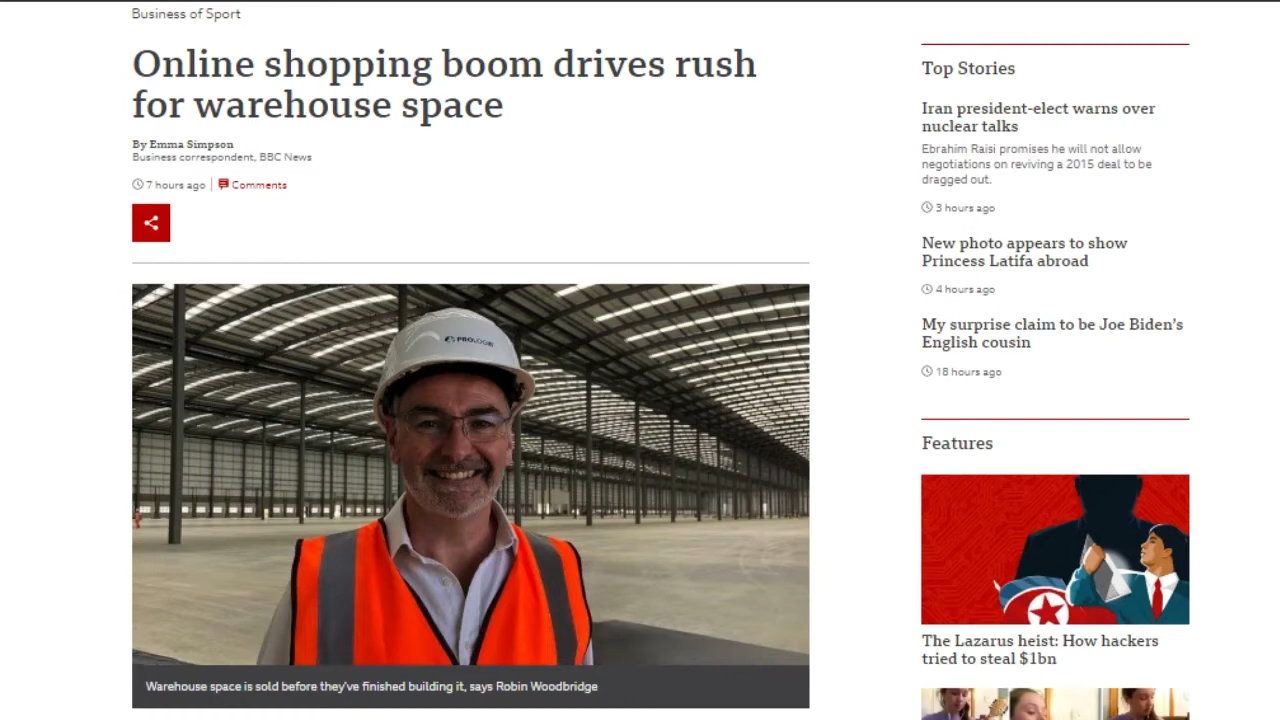 Business of Sport
Online shopping boom drives rush
for warehouse space
By Emma Simpson
Business correspondent, BBC News
7 hours ago
Comments
PROLOGIS
Warehouse space is sold before they've finished building it, says Robin Woodbridge
Top Stories
Iran president-elect warns over
nuclear talks
Ebrahim Raisi promises he will not allow
negotiations on reviving a 2015 deal to be
dragged out.
3 hours ago
New photo appears to show
Princess Latifa abroad
4 hours ago
My surprise claim to be Joe Biden's
English cousin
18 hours ago
Features
The Lazarus heist: How hackers
tried to steal $1bn